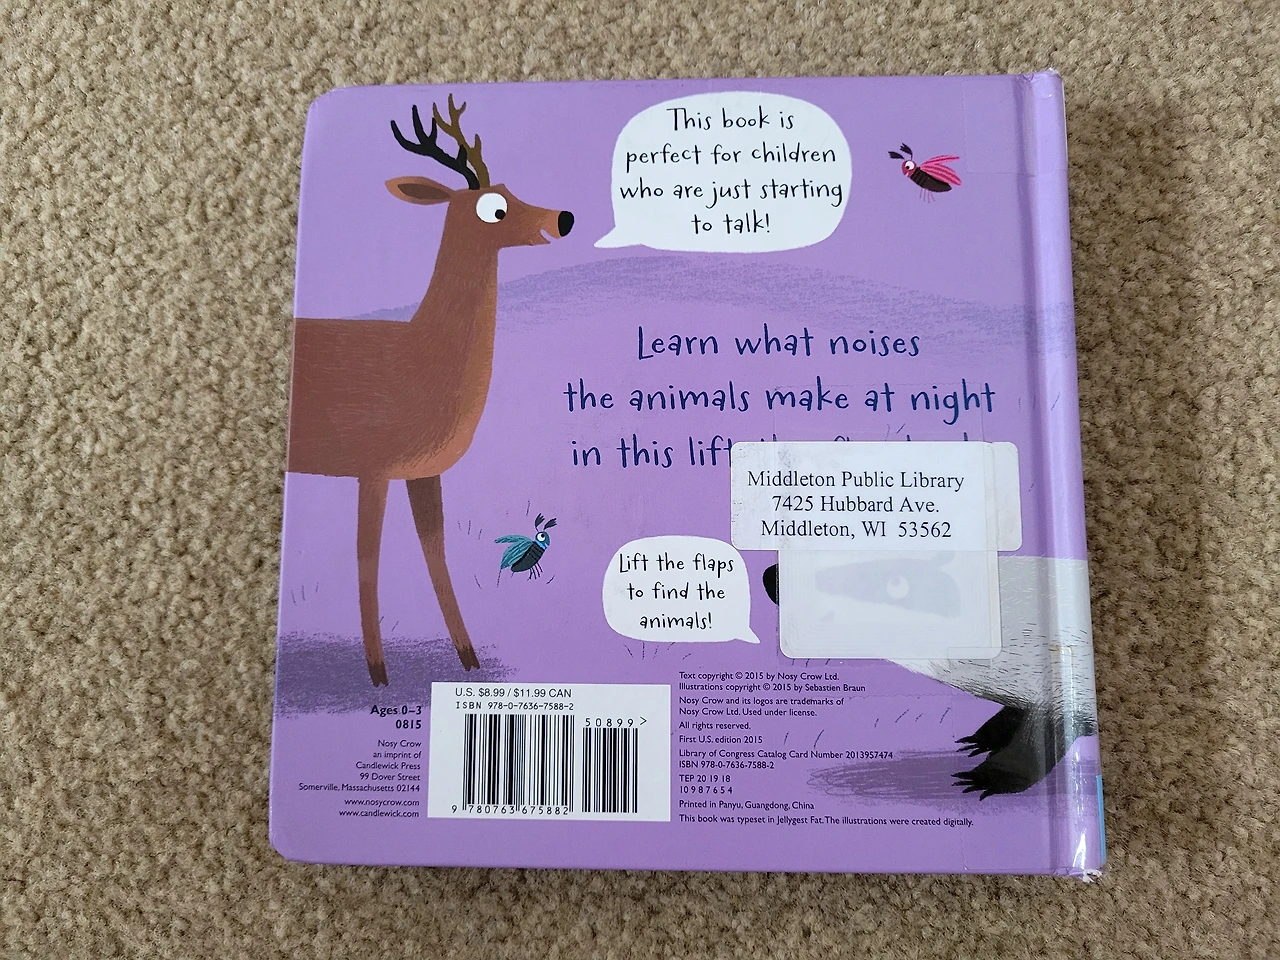 This book is
perfect for children
who are just starting
to talk!
Learn what noises
the animals make at night
in this lift
Middleton Public Library
7425 Hubbard Ave.
Middleton, WI  53562
Lift the flaps
to find the
animals!
Ages 0–3
0815
Nosy Crow
an imprint of
Candlewick Press
99 Dover Street
Somerville, Massachusetts 02144
www.nosycrow.com
www.candlewick.com
U.S. $8.99 / $11.99 CAN
ISBN 978-0-7636-7588-2
50899>
9 780763 675882
Text copyright © 2015 by Nosy Crow Ltd.
Illustrations copyright © 2015 by Sebastien Braun
Nosy Crow and its logos are trademarks of
Nosy Crow Ltd. Used under license.
All rights reserved.
First U.S. edition 2015
Library of Congress Catalog Card Number 2013957474
ISBN 978-0-7636-7588-2
TEP 20 19 18
10 9 8 7 6 5 4
Printed in Panyu, Guangdong, China
This book was typeset in Jellygest Fat. The illustrations were created digitally.